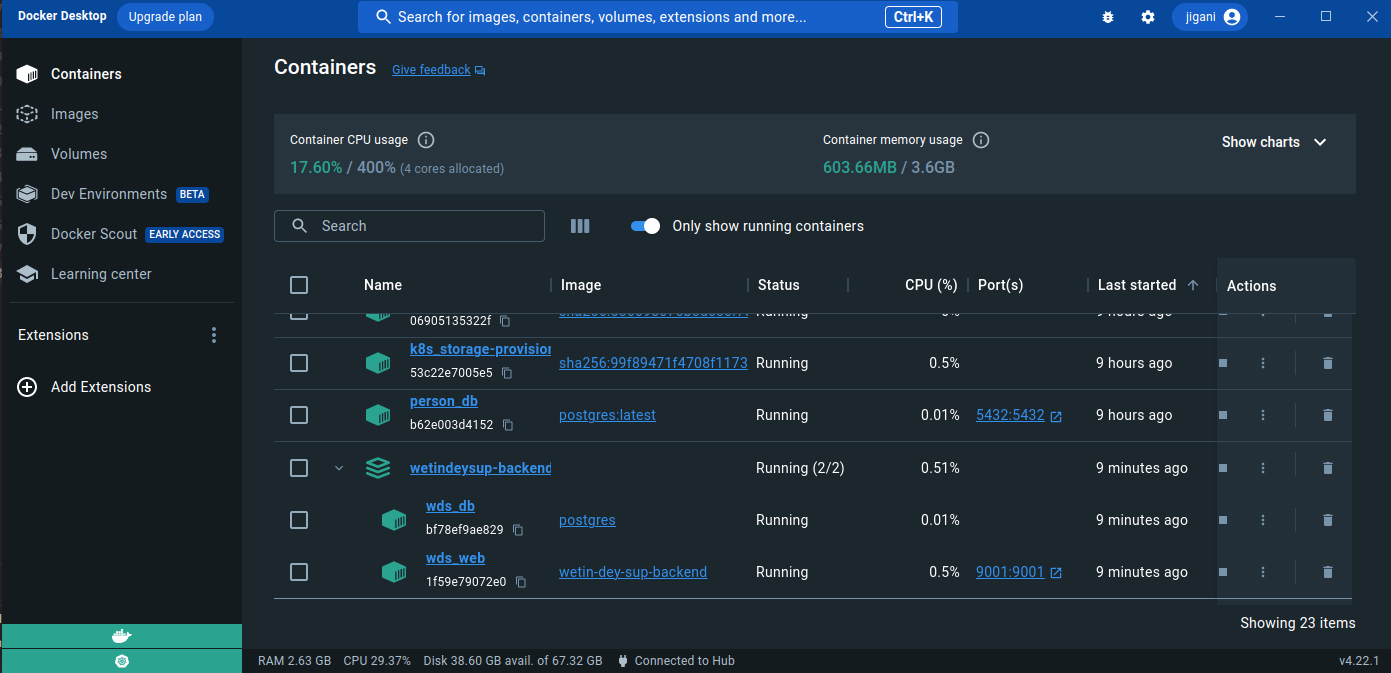 Docker Desktop Upgrade plan Search for images, containers, volumes, extensions and more... Ctrl+K jigani
Containers
Images
Volumes
Dev Environments BETA
Docker Scout EARLY ACCESS
Learning center
Extensions
Add Extensions
Containers Give feedback
Container CPU usage Container memory usage Show charts
17.60% / 400% (4 cores allocated) 603.66MB / 3.6GB
Search Only show running containers
Name Image Status CPU (%) Port(s) Last started Actions
06905135322f Running 9 hours ago
k8s_storage-provision
53c22e7005e5 sha256:99f89471f4708f1173 Running 0.5% 9 hours ago
person_db
b62e003d4152 postgres:latest Running 0.01% 5432:5432 9 hours ago
wetindeysup-backend Running (2/2) 0.51% 9 minutes ago
wds_db
bf78ef9ae829 postgres Running 0.01% 9 minutes ago
wds_web
1f59e79072e0 wetin-dey-sup-backend Running 0.5% 9001:9001 9 minutes ago
Showing 23 items
RAM 2.63 GB CPU 29.37% Disk 38.60 GB avail. of 67.32 GB Connected to Hub v4.22.1